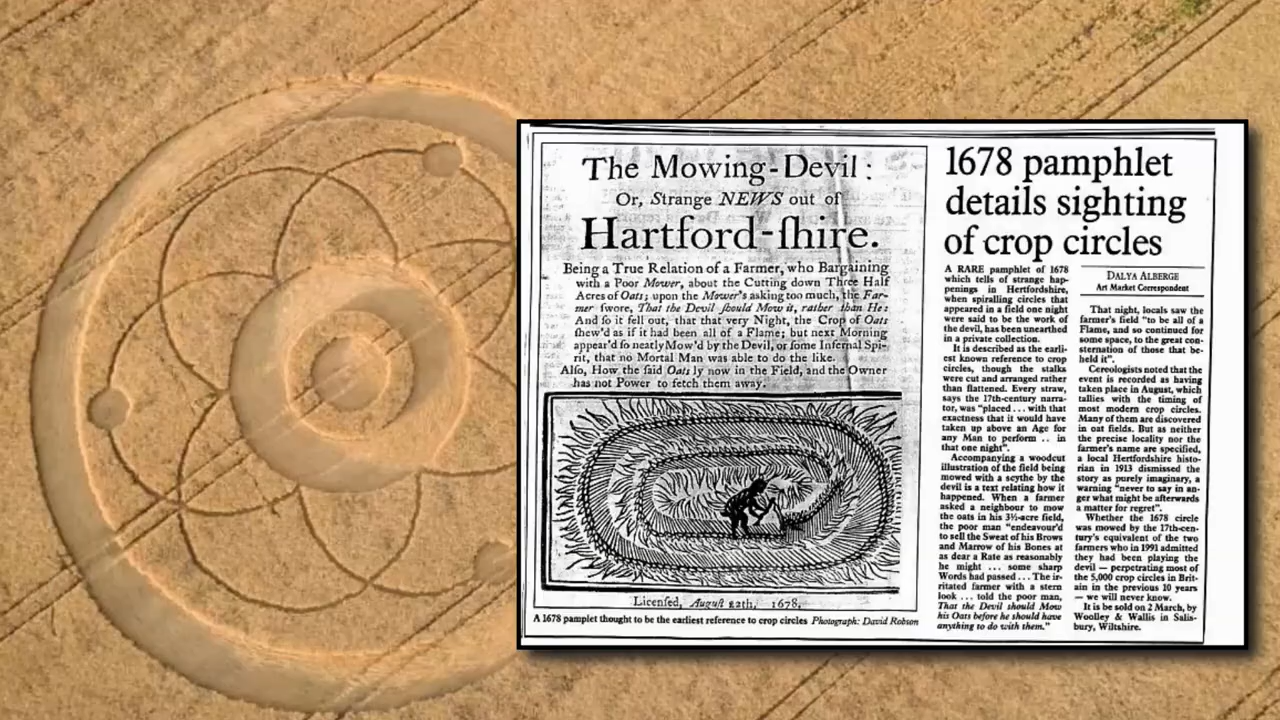 The Mowing-Devil:
Or, Strange NEWS out of
Hartford-ſhire.
Being a True Relation of a Farmer, who Bargaining
with a Poor Mower, about the Cutting down Three Half
Acres of Oats; upon the Mower's asking too much, the Far-
mer ſwore, That the Devil ſhould Mow it, rather than He:
And ſo it fell out, that that very Night, the Crop of Oats
ſhew'd as if it had been all of a Flame; but next Morning
appear'd ſo neatly Mow'd by the Devil, or ſome Infernal Spi-
rit, that no Mortal Man was able to do the like.
Alſo, How the ſaid Oats ly now in the Field, and the Owner
has not Power to fetch them away.
Licenſed, Auguſt 22th, 1678.
A 1678 pamplet thought to be the earliest reference to crop circles Photograph: David Robson
1678 pamphlet
details sighting
of crop circles
A RARE pamphlet of 1678
which tells of strange hap-
penings in Hertfordshire,
when spiralling circles that
appeared in a field one night
were said to be the work of
the devil, has been unearthed
in a private collection.
It is described as the earli-
est known reference to crop
circles, though the stalks
were cut and arranged rather
than flattened. Every straw,
says the 17th-century narra-
tor, was "placed ... with that
exactness that it would have
taken up above an Age for
any Man to perform .. in
that one night".
Accompanying a woodcut
illustration of the field being
mowed with a scythe by the
devil is a text relating how it
happened. When a farmer
asked a neighbour to mow
the oats in his 3½-acre field,
the poor man "endeavour'd
to sell the Sweat of his Brows
and Marrow of his Bones at
as dear a Rate as reasonably
he might ... some sharp
Words had passed ... The ir-
ritated farmer with a stern
look ... told the poor man,
That the Devil should Mow
his Oats before he should have
anything to do with them."
DALYA ALBERGE
Art Market Correspondent
That night, locals saw the
farmer's field "to be all of a
Flame, and so continued for
some space, to the great con-
sternation of those that be-
held it".
Cereologists noted that the
event is recorded as having
taken place in August, which
tallies with the timing of
most modern crop circles.
Many of them are discovered
in oat fields. But as neither
the precise locality nor the
farmer's name are specified,
a local Hertfordshire histo-
rian in 1913 dismissed the
story as purely imaginary, a
warning "never to say in an-
ger what might be afterwards
a matter for regret".
Whether the 1678 circle
was mowed by the 17th-cen-
tury's equivalent of the two
farmers who in 1991 admitted
they had been playing the
devil — perpetrating most of
the 5,000 crop circles in Brit-
ain in the previous 10 years
— we will never know.
It is be sold on 2 March, by
Woolley & Wallis in Salis-
bury, Wiltshire.